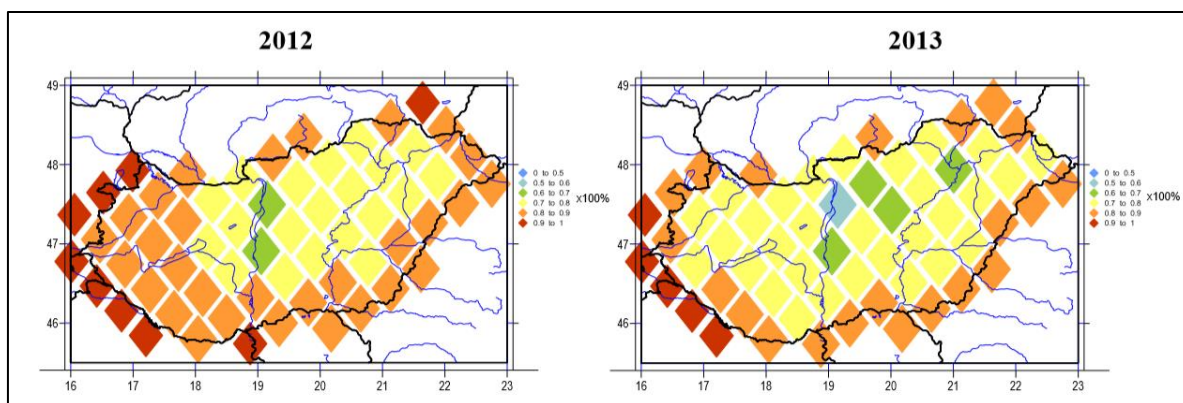 2012
49
48
47
46
16 17 18 19 20 21 22 23
0 to 0.5
0.5 to 0.6
0.6 to 0.7
0.7 to 0.8
0.8 to 0.9
0.9 to 1
x100%
2013
49
48
47
46
16 17 18 19 20 21 22 23
0 to 0.5
0.5 to 0.6
0.6 to 0.7
0.7 to 0.8
0.8 to 0.9
0.9 to 1
x100%